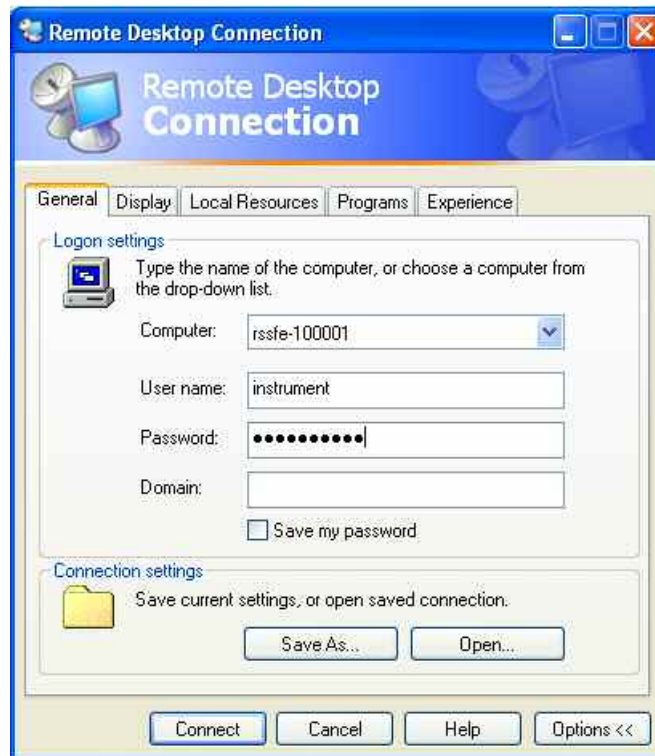 Remote Desktop Connection
Remote Desktop
Connection
General Display Local Resources Programs Experience
Logon settings
Type the name of the computer, or choose a computer from
the drop-down list.
Computer: rssfe-100001
User name: instrument
Password: ●●●●●●●●●●
Domain:
Save my password
Connection settings
Save current settings, or open saved connection.
Save As... Open...
Connect Cancel Help Options <<